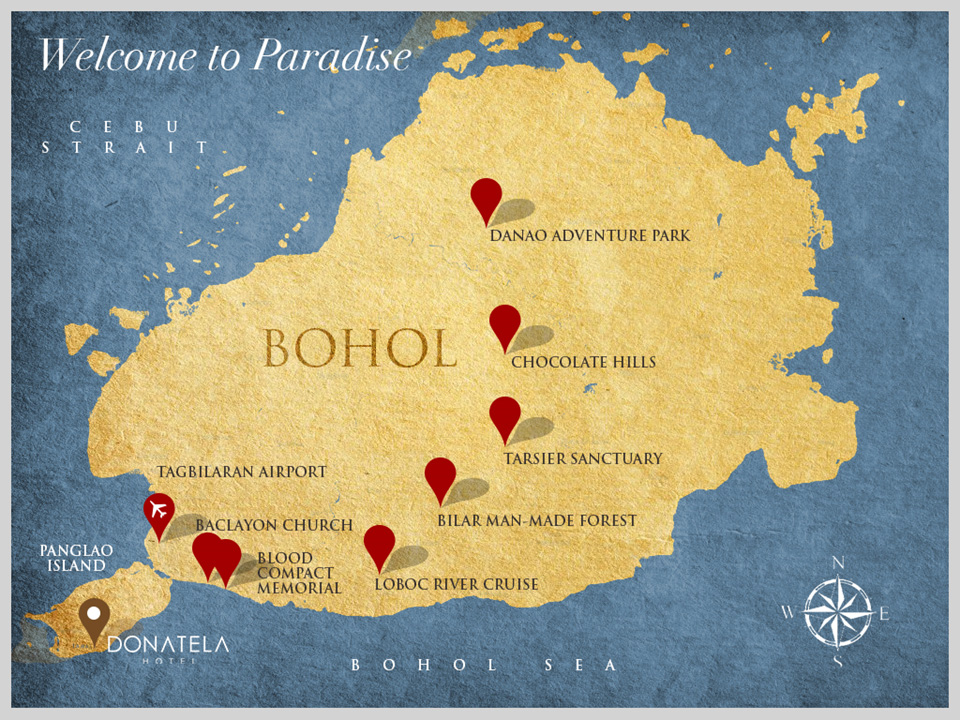 Welcome to Paradise
CEBU
STRAIT
DANAO ADVENTURE PARK
BOHOL
CHOCOLATE HILLS
TARSIER SANCTUARY
TAGBILARAN AIRPORT
BILAR MAN-MADE FOREST
BACLAYON CHURCH
PANGLAO
ISLAND
BLOOD
COMPACT
MEMORIAL
LOBOC RIVER CRUISE
N
W
E
S
DONATELA
HOTEL
BOHOL SEA